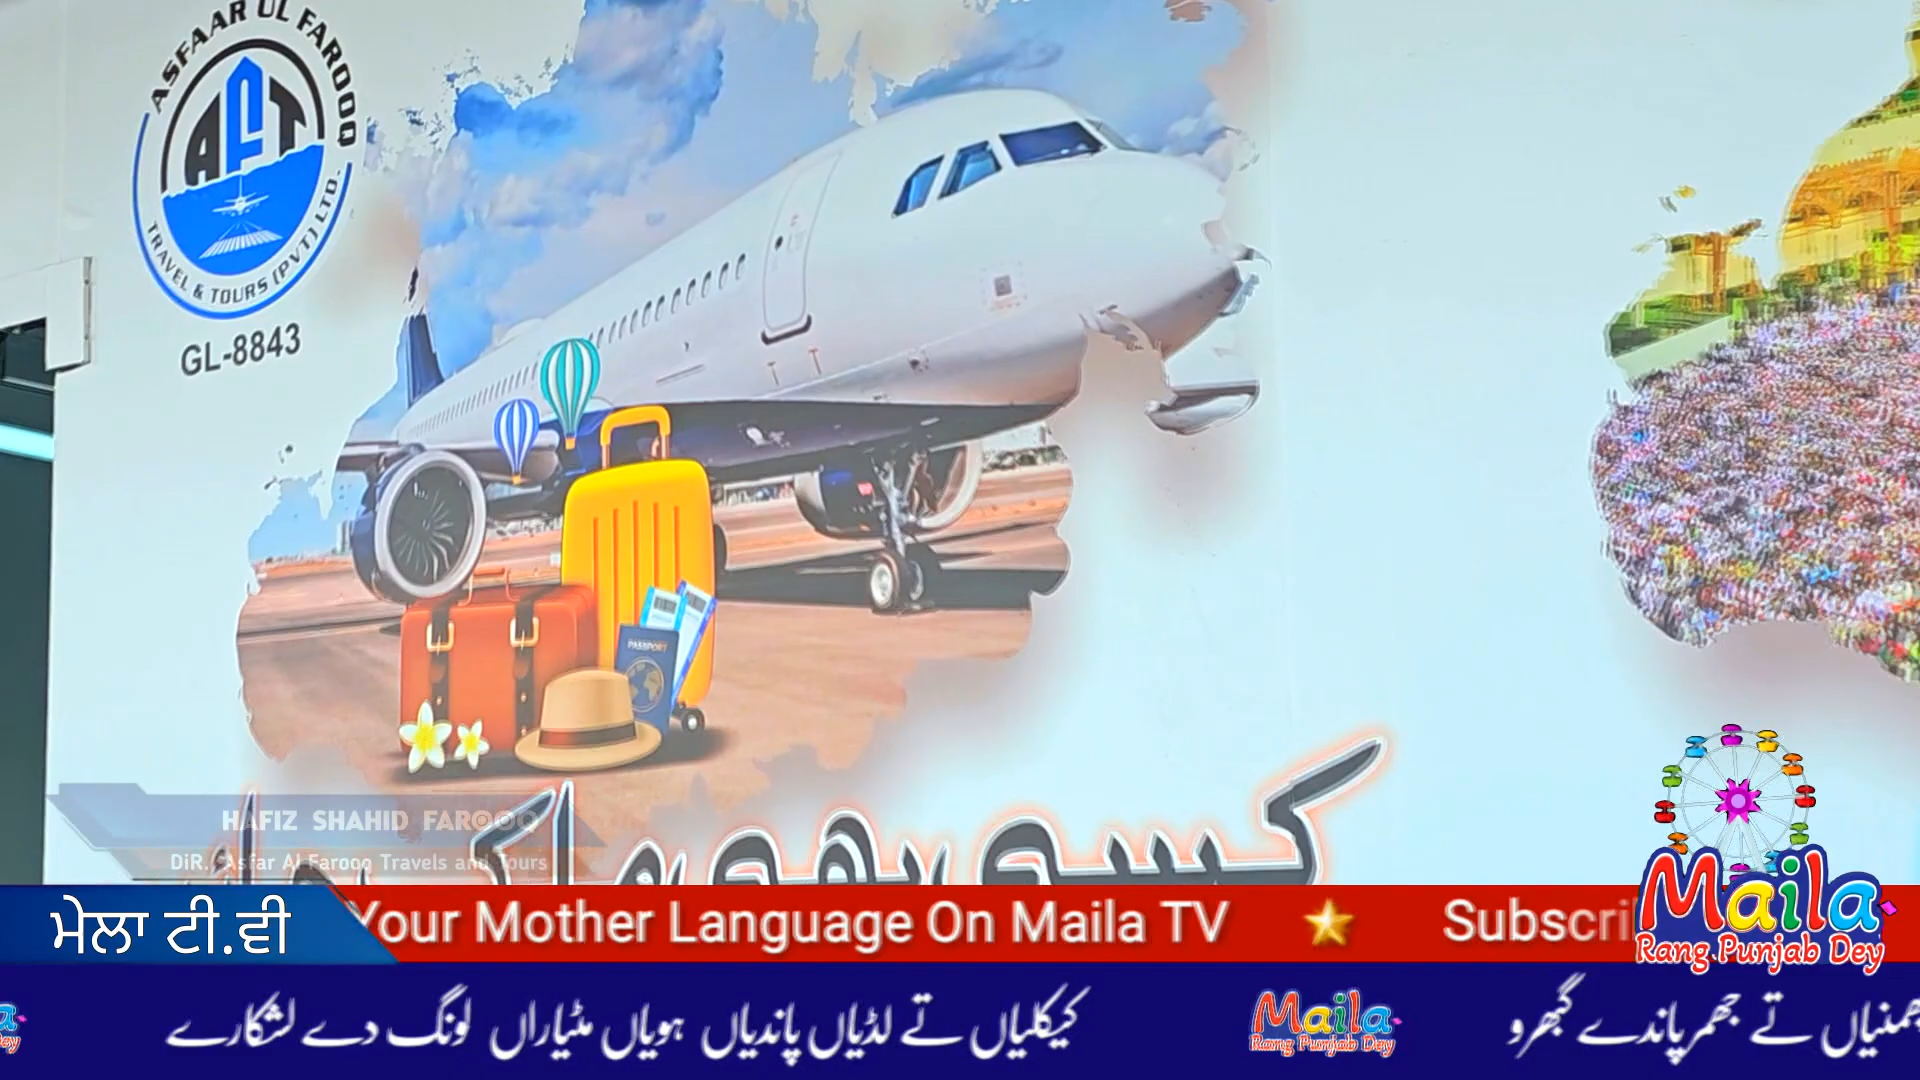 ASFAAR UL FAROOQ
AFT
TRAVEL & TOURS (PVT) LTD.
GL-8843
PASSPORT
کسی بھی
HAFIZ SHAHID FAROOQ
DiR., Asfar Al Farooq Travels and Tours
ਮੇਲਾ ਟੀ.ਵੀ
Your Mother Language On Maila TV
Subscri
Maila
Rang Punjab Dey
کیکلیاں تے لڈیاں پاندیاں ہویاں مٹیاراں لونگ دے لشکارے
Maila
Rang Punjab Dey
تے جھمر پاندے گبھرو